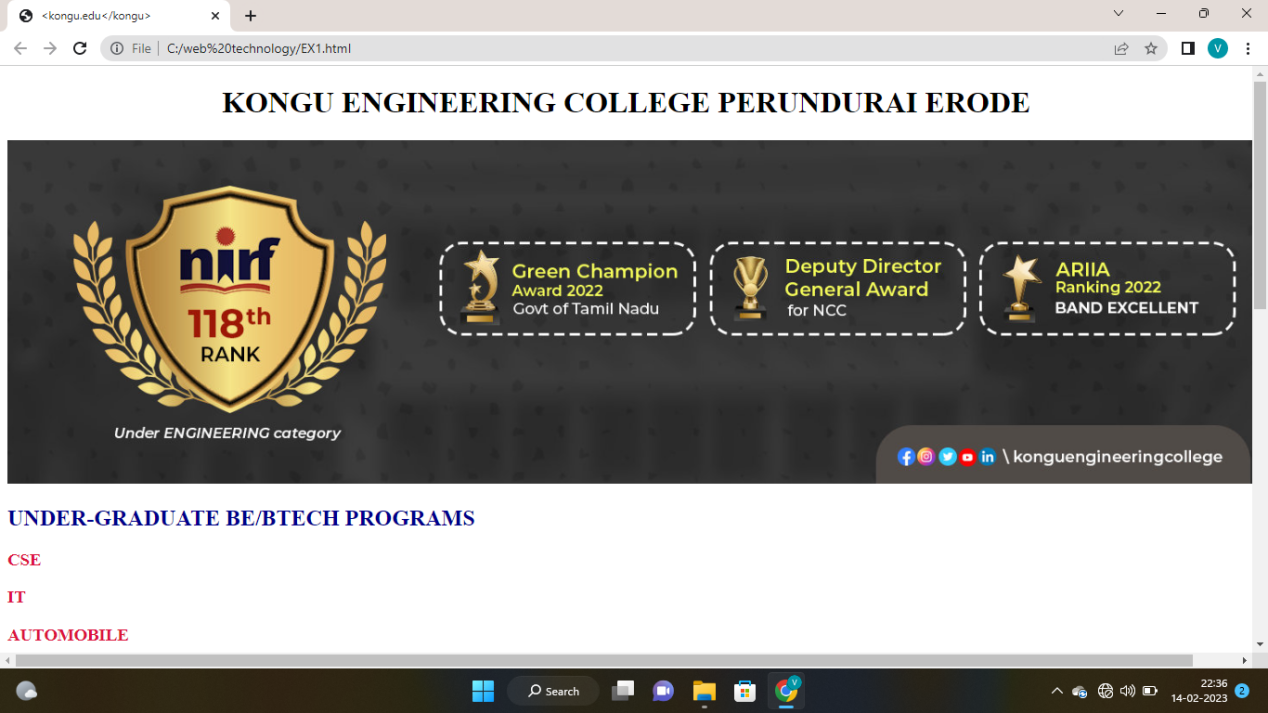 <kongu.edu</kongu>
File
C:/web%20technology/EX1.html
V
KONGU ENGINEERING COLLEGE PERUNDURAI ERODE
nirf
118th
RANK
Under ENGINEERING category
Green Champion
Award 2022
Govt of Tamil Nadu
Deputy Director
General Award
for NCC
ARIIA
Ranking 2022
BAND EXCELLENT
\ konguengineeringcollege
UNDER-GRADUATE BE/BTECH PROGRAMS
CSE
IT
AUTOMOBILE
Search
V
22:36
14-02-2023
2